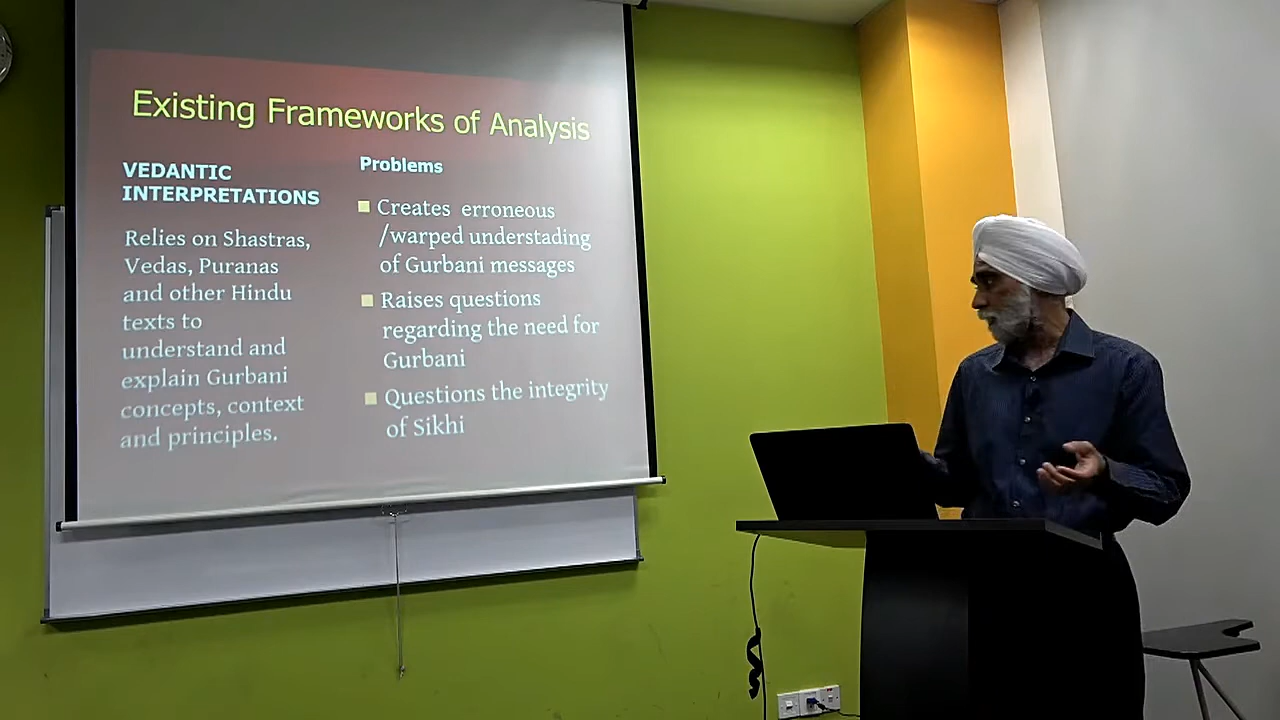 Existing Frameworks of Analysis
VEDANTIC
INTERPRETATIONS
Relies on Shastras,
Vedas, Puranas
and other Hindu
texts to
understand and
explain Gurbani
concepts, context
and principles.
Problems
Creates erroneous
/warped understading
of Gurbani messages
Raises questions
regarding the need for
Gurbani
Questions the integrity
of Sikhi